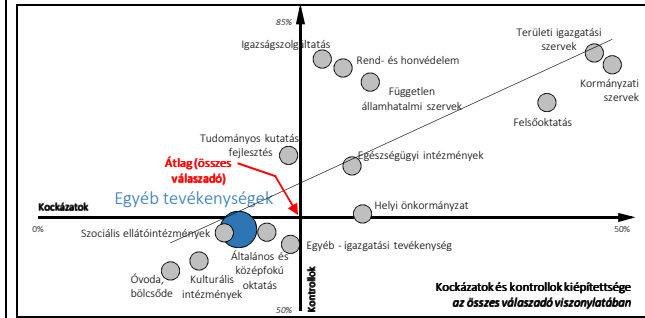 85%
Igazságszolgáltatás
Területi igazgatási
szervek
Rend- és honvédelem
Kormányzati
szervek
Független
államhatalmi szervek
Felsőoktatás
Tudományos kutatás
fejlesztés
Egészségügyi intézmények
Átlag (összes
válaszadó)
Egyéb tevékenységek
Kockázatok
Helyi önkormányzat
0%
50%
Szociális ellátóintézmények
Egyéb - igazgatási tevékenység
Általános és
középfokú
oktatás
Óvoda,
bölcsőde
Kulturális
intézmények
Kontrollok
50%
Kockázatok és kontrollok kiépítettsége
az összes válaszadó viszonylatában